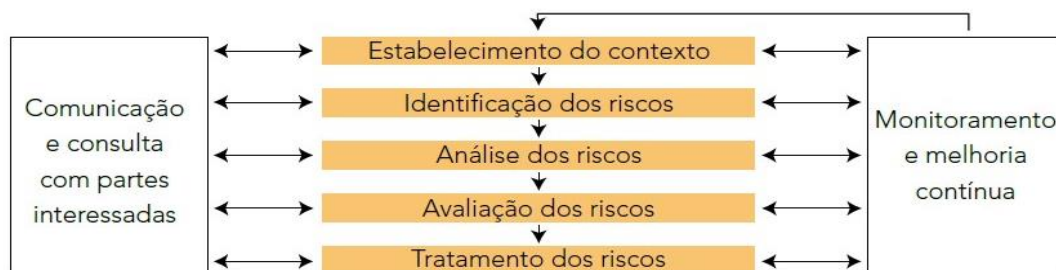 Comunicação
e consulta
com partes
interessadas
Estabelecimento do contexto
Identificação dos riscos
Análise dos riscos
Avaliação dos riscos
Tratamento dos riscos
Monitoramento
e melhoria
contínua